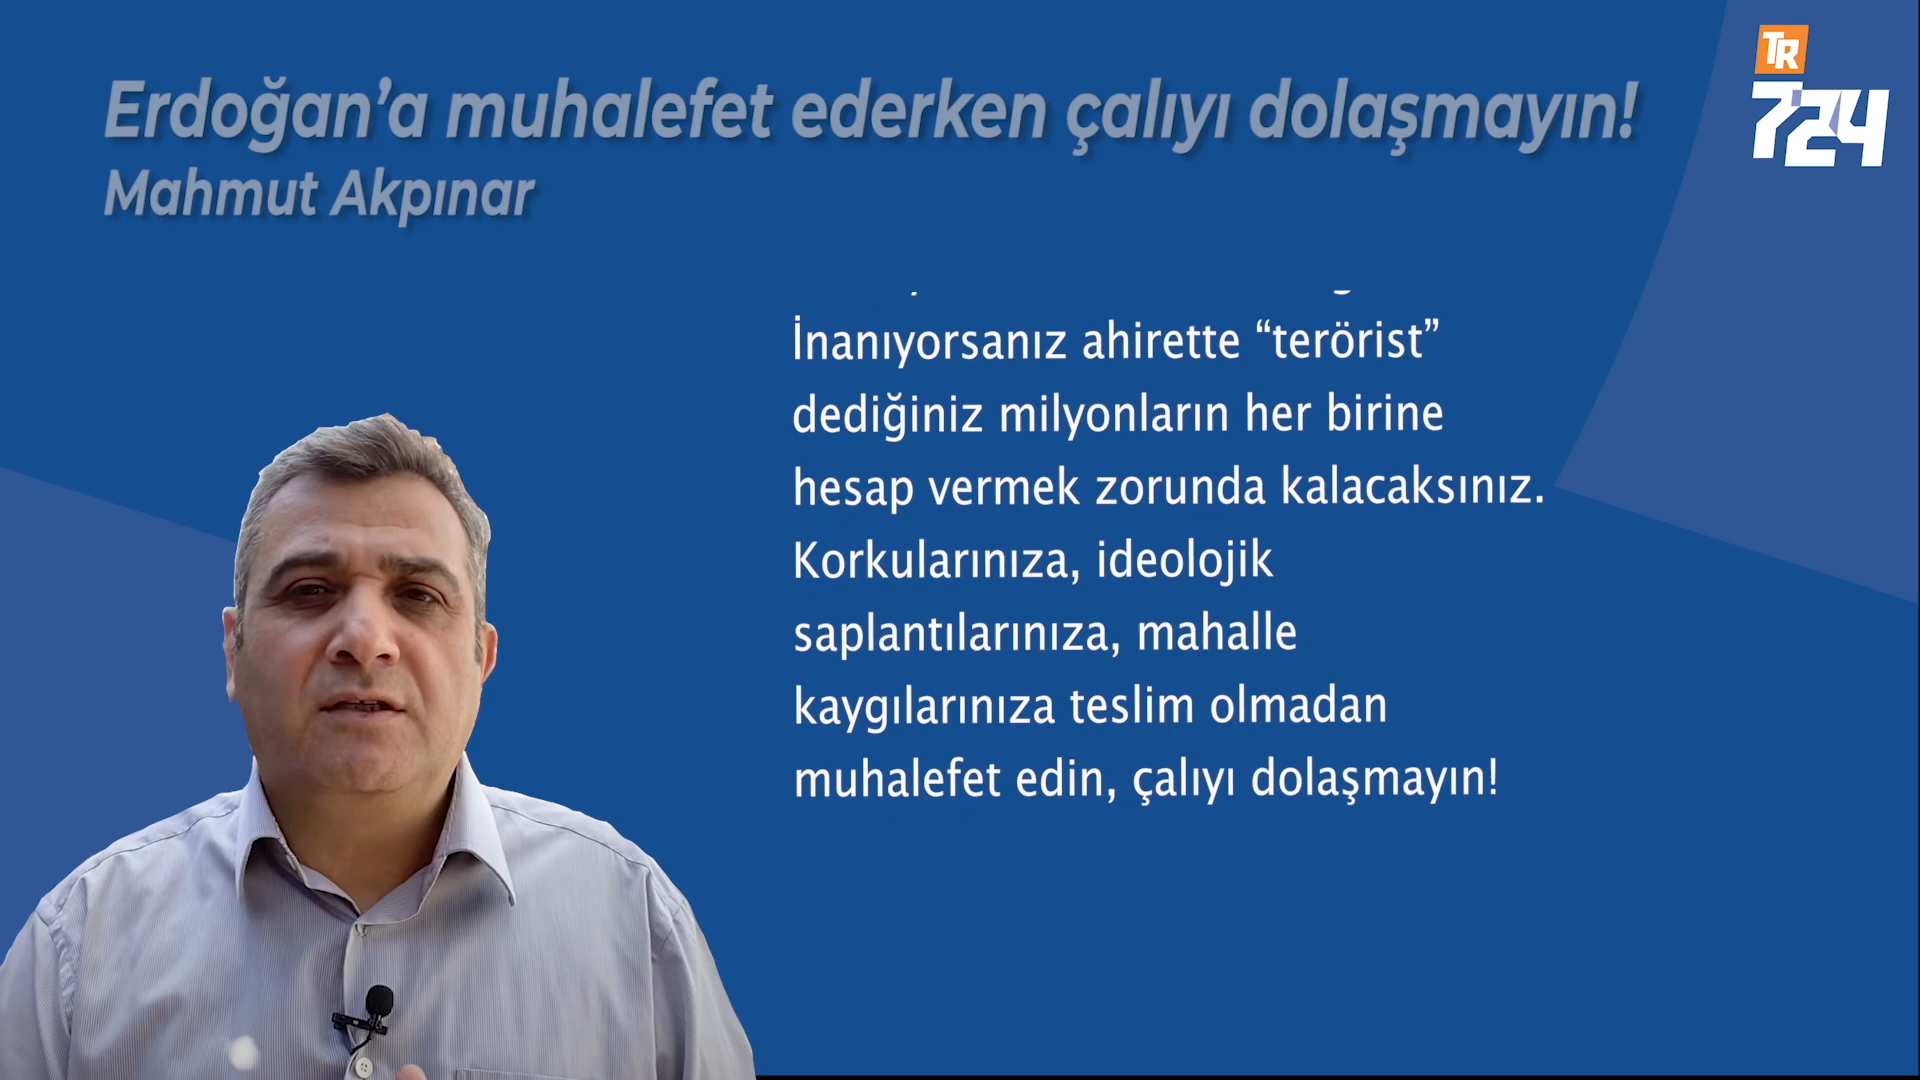 TR
724
Erdoğan’a muhalefet ederken çalıyı dolaşmayın!
Mahmut Akpınar
İnanıyorsanız ahirette “terörist”
dediğiniz milyonların her birine
hesap vermek zorunda kalacaksınız.
Korkularınıza, ideolojik
saplantılarınıza, mahalle
kaygılarınıza teslim olmadan
muhalefet edin, çalıyı dolaşmayın!